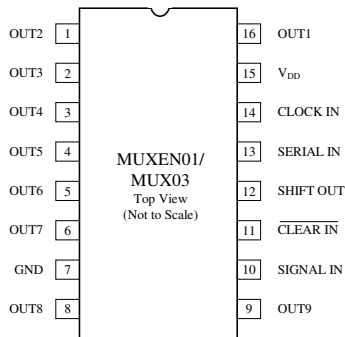 OUT2 1 16 OUT1
OUT3 2 15 VDD
OUT4 3 14 CLOCK IN
OUT5 4 13 SERIAL IN
MUXEN01/
MUX03
Top View
(Not to Scale)
OUT6 5 12 SHIFT OUT
OUT7 6 11 CLEAR IN
GND 7 10 SIGNAL IN
OUT8 8 9 OUT9